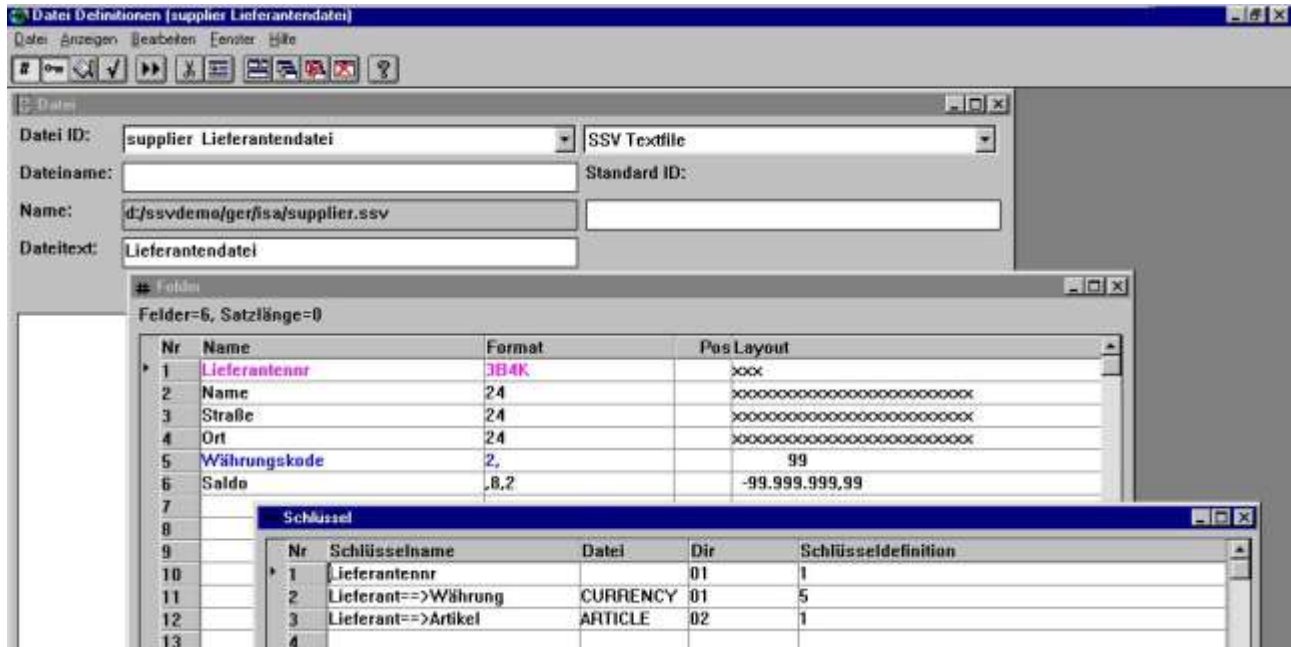 Datei Definitionen (supplier Lieferantendatei)
Datei Anzeigen Bearbeiten Fenster Hilfe
Datei
Datei ID: supplier Lieferantendatei SSV Textfile
Dateiname: Standard ID:
Name: d:/ssvdemo/ger/isa/supplier.ssv
Dateitext: Lieferantendatei
# Felder
Felder=6, Satzlänge=0
Nr Name Format Pos Layout
1 Lieferantennr 3B4K xxx
2 Name 24 xxxxxxxxxxxxxxxxxxxxxxxx
3 Straße 24 xxxxxxxxxxxxxxxxxxxxxxxx
4 Ort 24 xxxxxxxxxxxxxxxxxxxxxxxx
5 Währungskode 2, 99
6 Saldo ,8,2 -99.999.999,99
7
8 Schlüssel
9 Nr Schlüsselname Datei Dir Schlüsseldefinition
10 1 Lieferantennr 01 1
11 2 Lieferant==>Währung CURRENCY 01 5
12 3 Lieferant==>Artikel ARTICLE 02 1
13 4